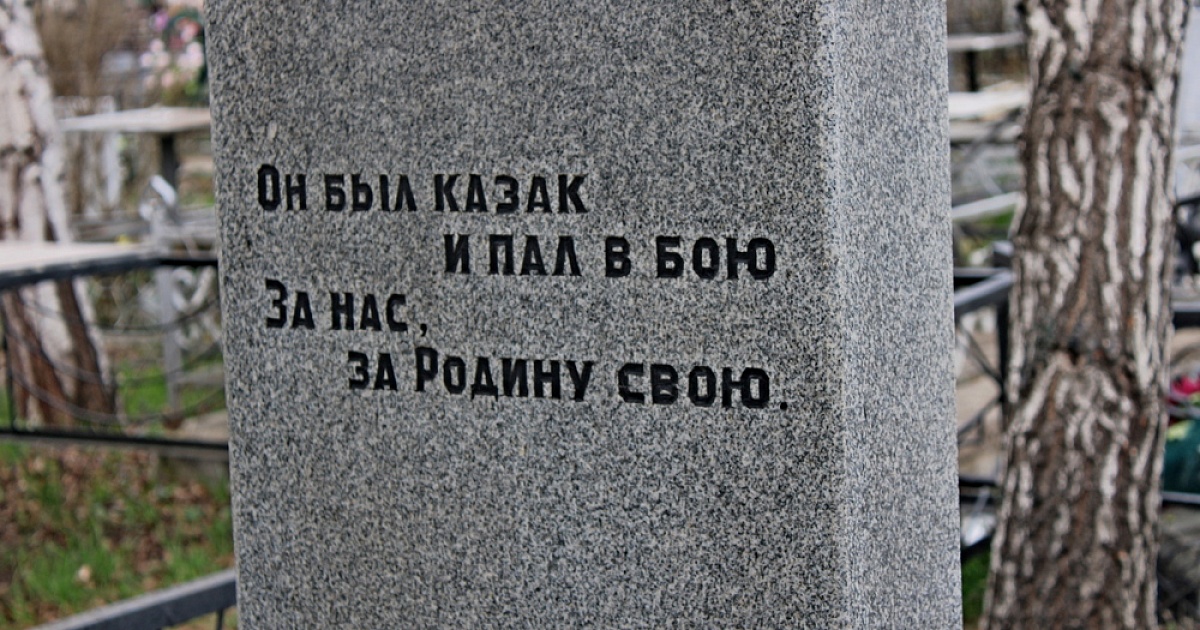 Он был казак
и пал в бою
За нас,
за Родину свою.